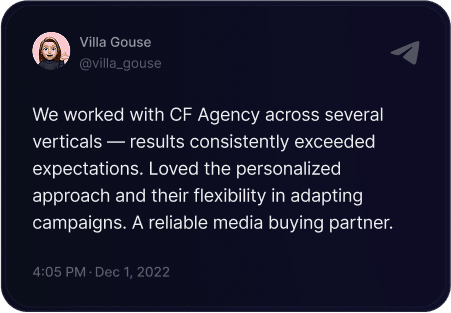 Villa Gouse
@villa_gouse
We worked with CF Agency across several
verticals — results consistently exceeded
expectations. Loved the personalized
approach and their flexibility in adapting
campaigns. A reliable media buying partner.
4:05 PM · Dec 1, 2022